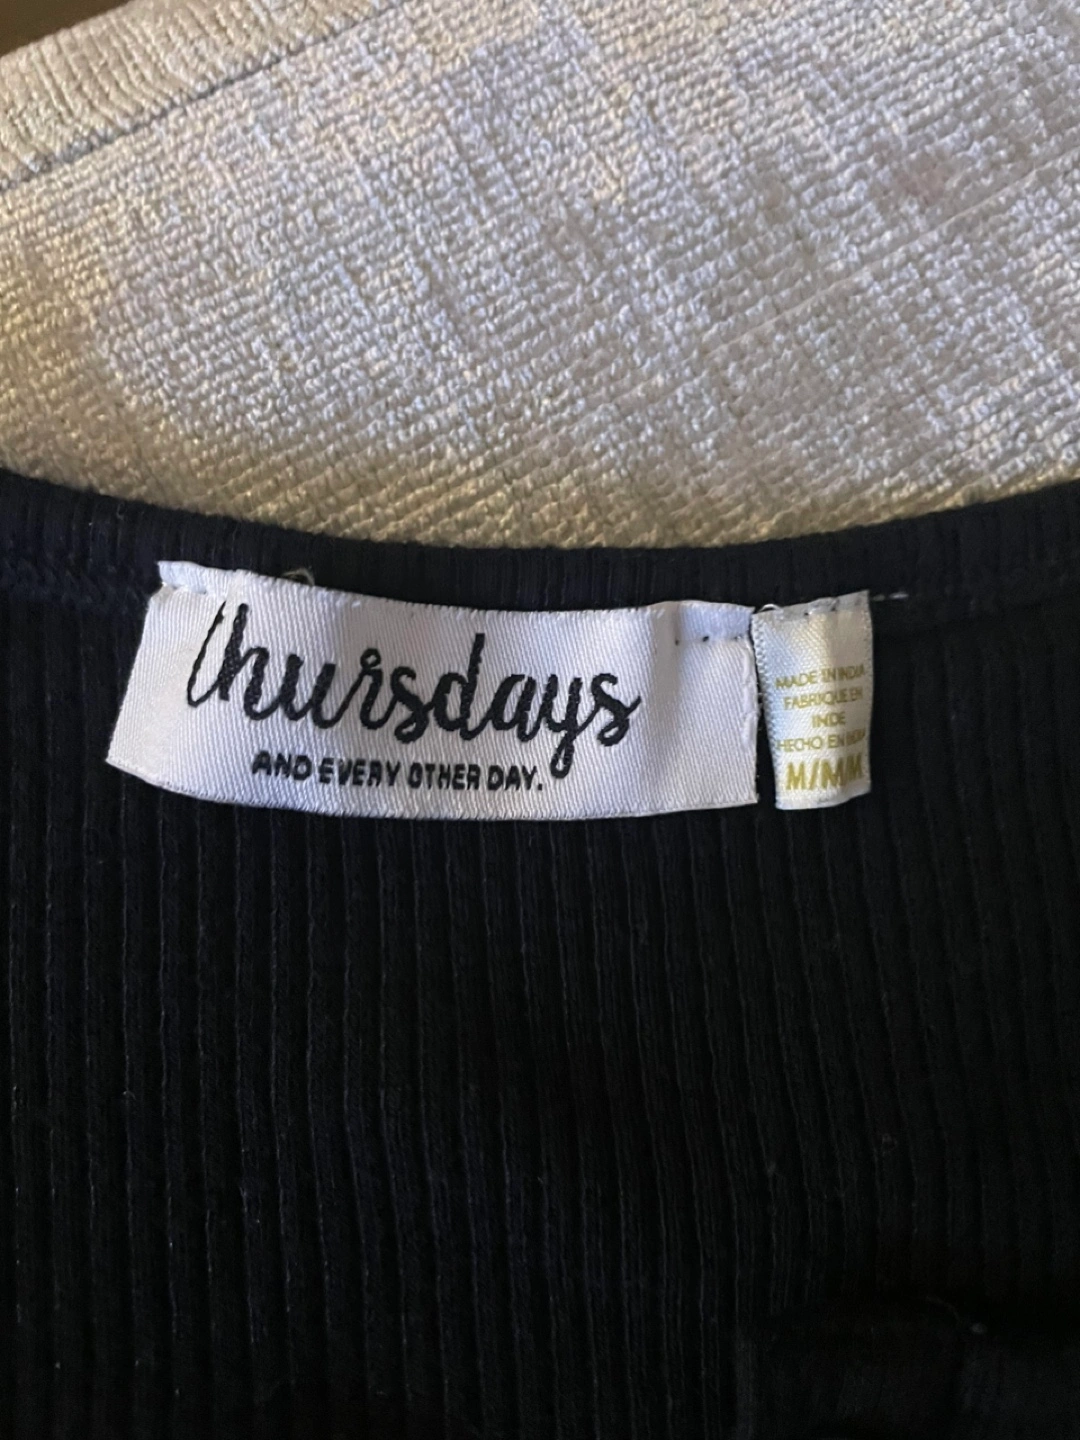 thursdays
AND EVERY OTHER DAY.
MADE IN INDIA
FABRIQUE EN
INDE
HECHO EN INDIA
M/M/M